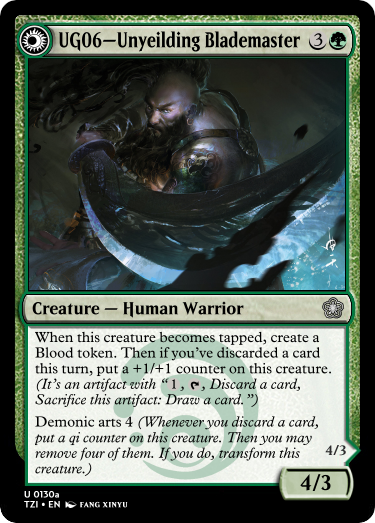 UG06—Unyeilding Blademaster 3
Creature — Human Warrior
When this creature becomes tapped, create a
Blood token. Then if you've discarded a card
this turn, put a +1/+1 counter on this creature.
(It's an artifact with “1, , Discard a card,
Sacrifice this artifact: Draw a card.”)
Demonic arts 4 (Whenever you discard a card,
put a qi counter on this creature. Then you may
remove four of them. If you do, transform this
creature.)
4/3
4/3
U 0130a
TZI • EN FANG XINYU